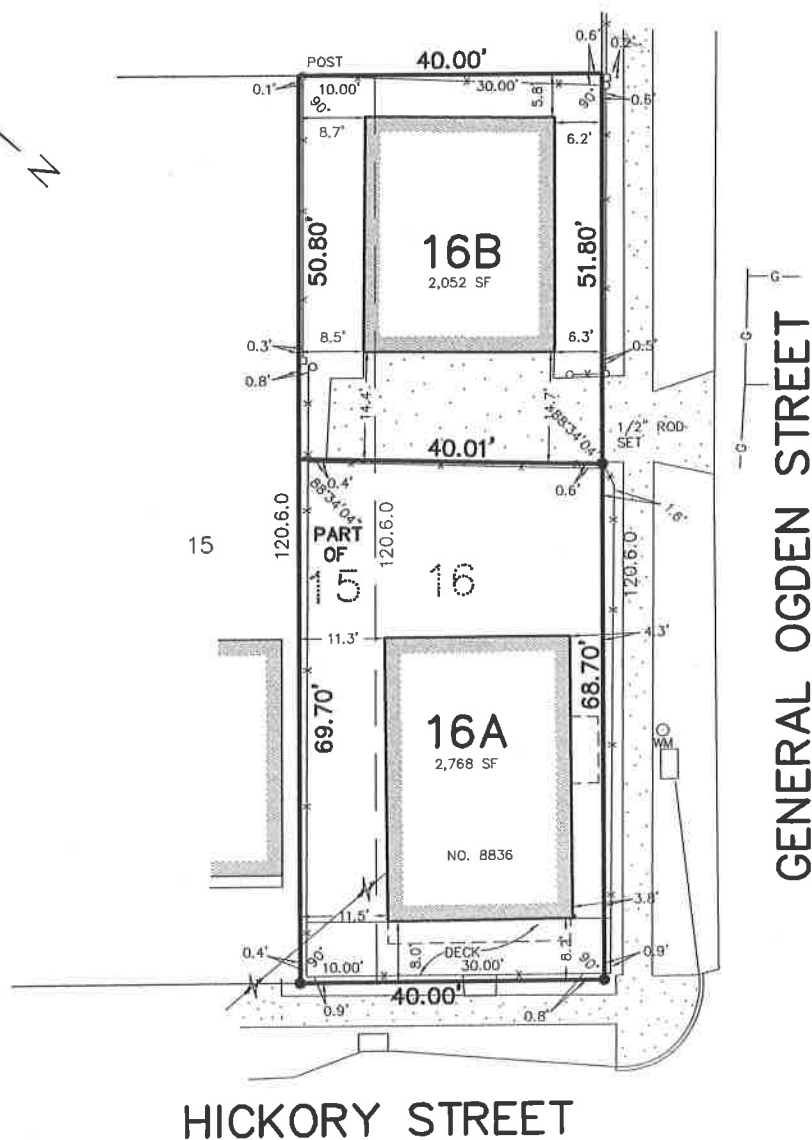 POST
40.00'
0.6'
0.2'
0.1'
10.00'
30.00'
5.8'
90°
90°
0.6'
8.7'
6.2'
N
50.80'
16B
2,052 SF
51.80'
G
G
G
8.5'
6.3'
0.3'
0.8'
0.5'
14.4'
88°34'04"
1/2" ROD
SET
40.01'
0.4'
0.6'
88°34'04"
1.6'
15
120.6.0
PART
OF
15
120.6.0
16
120.6.0
11.3'
4.3'
69.70'
68.70'
16A
2,768 SF
WM
NO. 8836
11.5'
3.8'
0.4'
90°
10.00'
8.0'
DECK
30.00'
8.2'
90°
0.9'
0.9'
40.00'
0.8'
GENERAL OGDEN STREET
HICKORY STREET